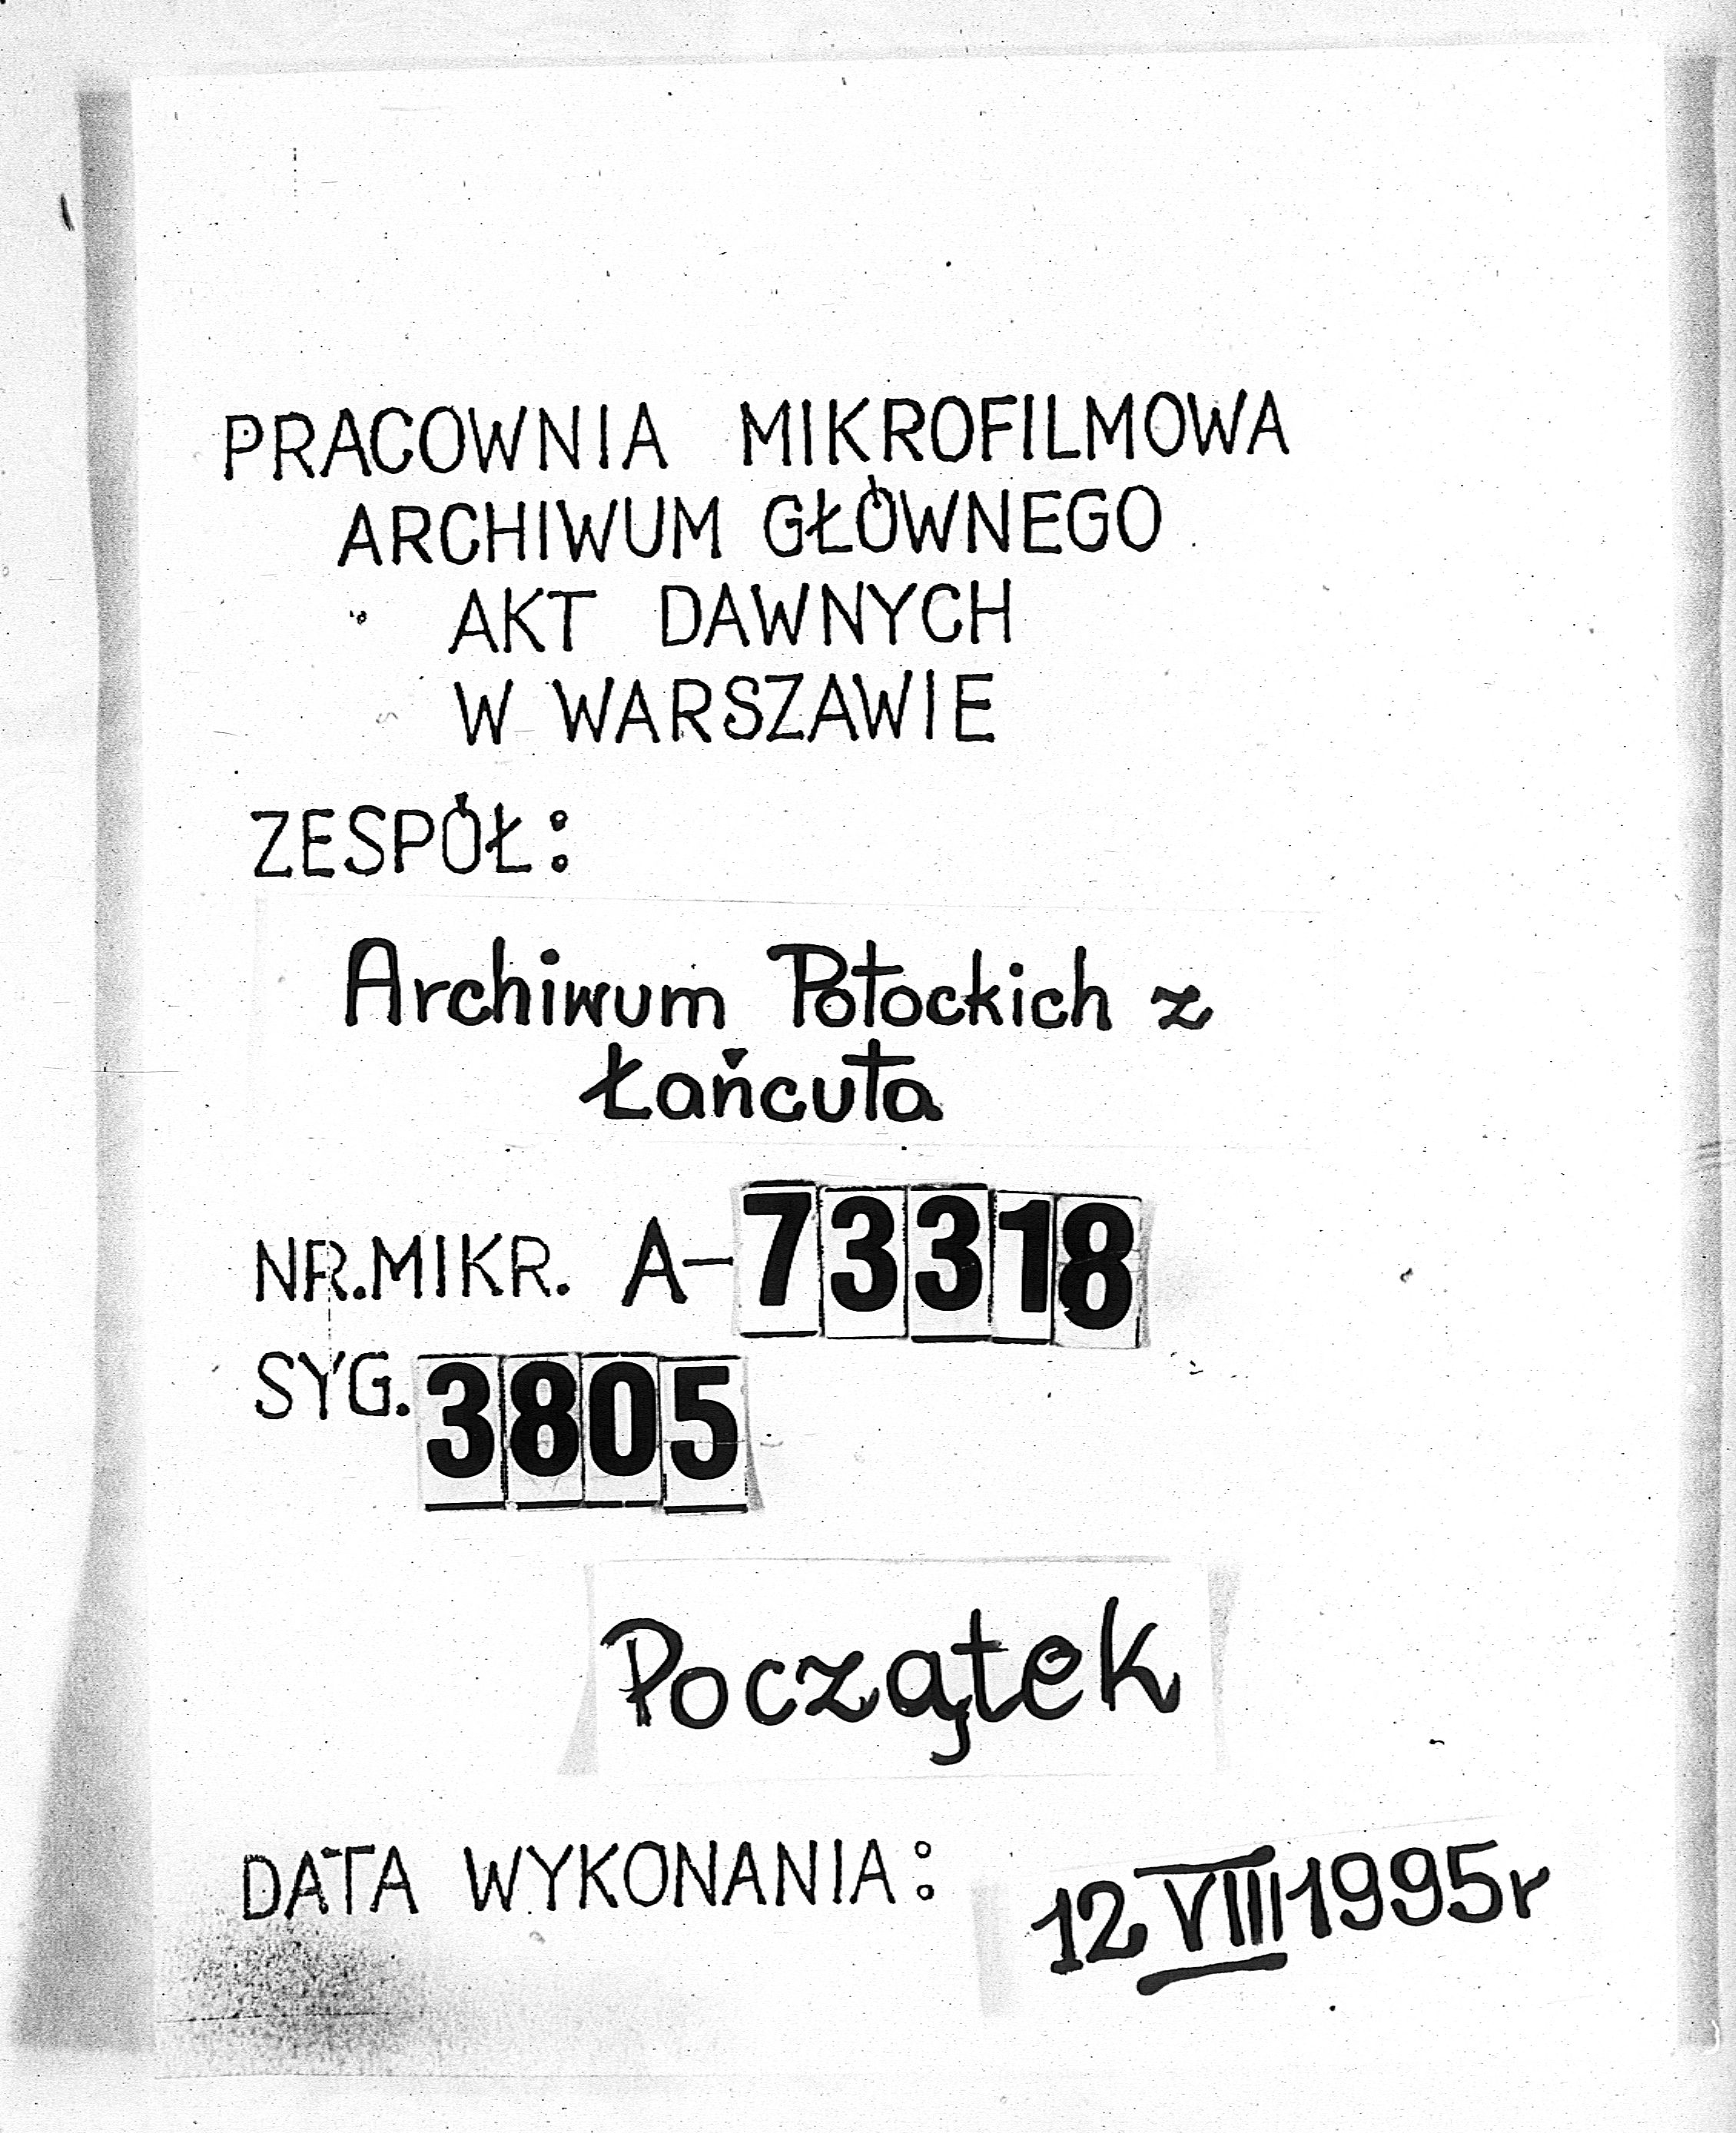 PRACOWNIA MIKROFILMOWA
ARCHIWUM GŁÓWNEGO
AKT DAWNYCH
W WARSZAWIE
ZESPÓŁ:
Archiwum Potockich z
Łańcuta
NR.MIKR. A-73318
SYG. 3805
Początek
DATA WYKONANIA: 12 VIII 1995r